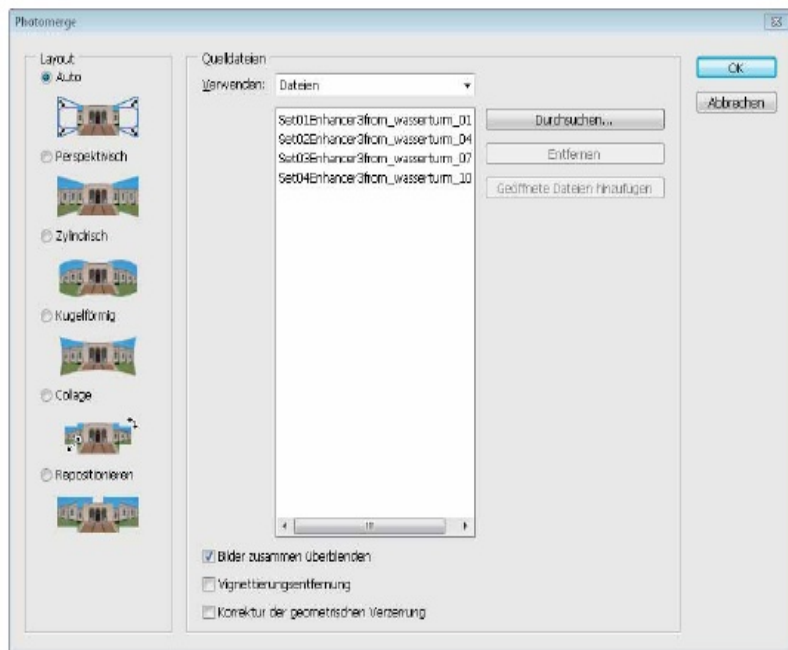 Photomerge
Layout
Auto
Perspektivisch
Zylindrisch
Kugelförmig
Collage
Repositionieren
Quelldateien
Verwenden: Dateien
Set01Enhancer3from_wasserturm_01
Set02Enhancer3from_wasserturm_04
Set03Enhancer3from_wasserturm_07
Set04Enhancer3from_wasserturm_10
Durchsuchen...
Entfernen
Geöffnete Dateien hinzufügen
Bilder zusammen überblenden
Vignettierungsentfernung
Korrektur der geometrischen Verzerrung
OK
Abbrechen